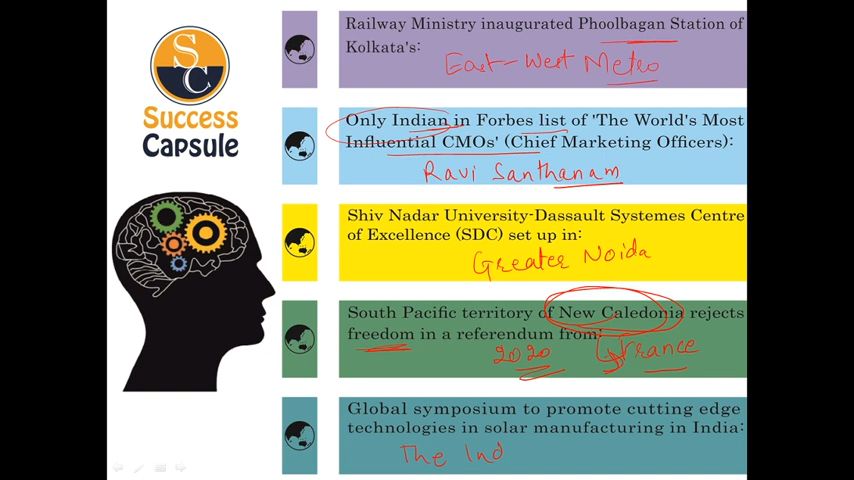 S
C
Success
Capsule
Railway Ministry inaugurated Phoolbagan Station of
Kolkata's:
East-West Metro
Only Indian in Forbes list of 'The World's Most
Influential CMOs' (Chief Marketing Officers):
Ravi Santhanam
Shiv Nadar University-Dassault Systemes Centre
of Excellence (SDC) set up in:
Greater Noida
South Pacific territory of New Caledonia rejects
freedom in a referendum from:
2020 France
Global symposium to promote cutting edge
technologies in solar manufacturing in India:
The Ind